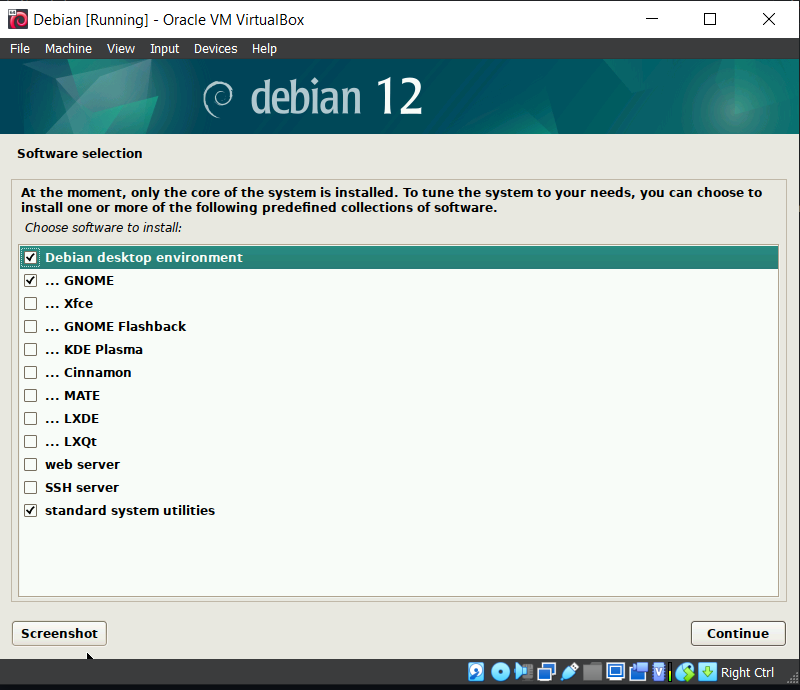 Debian [Running] - Oracle VM VirtualBox
File Machine View Input Devices Help
debian 12
Software selection
At the moment, only the core of the system is installed. To tune the system to your needs, you can choose to
install one or more of the following predefined collections of software.
Choose software to install:
Debian desktop environment
... GNOME
... Xfce
... GNOME Flashback
... KDE Plasma
... Cinnamon
... MATE
... LXDE
... LXQt
web server
SSH server
standard system utilities
Screenshot
Continue
Right Ctrl